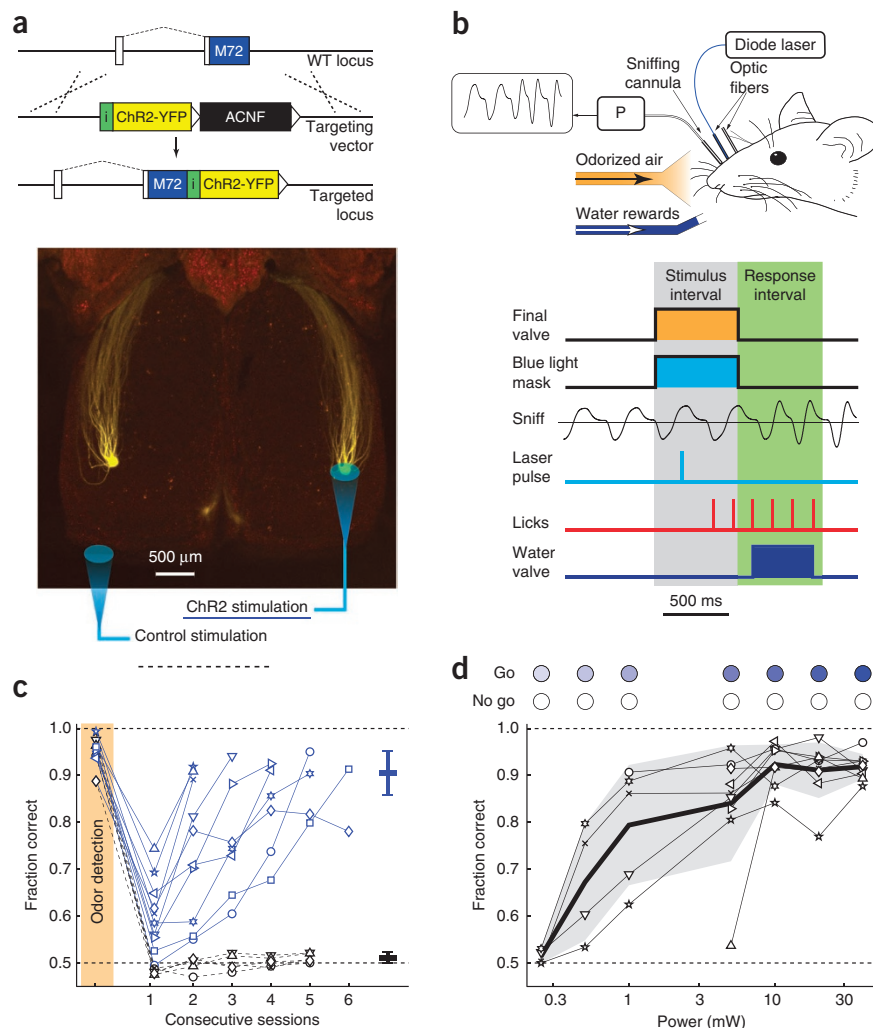 a
M72
WT locus
i ChR2-YFP ACNF
Targeting
vector
M72 i ChR2-YFP
Targeted
locus
500 μm
ChR2 stimulation
Control stimulation
b
Diode laser
Sniffing
cannula
Optic
fibers
P
Odorized air
Water rewards
Stimulus
interval
Response
interval
Final
valve
Blue light
mask
Sniff
Laser
pulse
Licks
Water
valve
500 ms
c
1.0
0.9
0.8
0.7
0.6
0.5
Fraction correct
Odor detection
1 2 3 4 5 6
Consecutive sessions
d
Go
No go
1.0
0.9
0.8
0.7
0.6
0.5
Fraction correct
0.3 1 3 10 30
Power (mW)